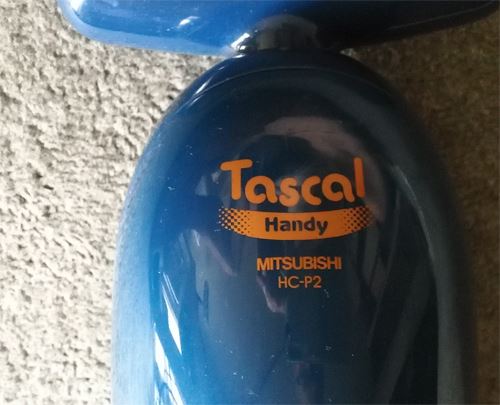 Tascal
Handy
MITSUBISHI
HC-P2